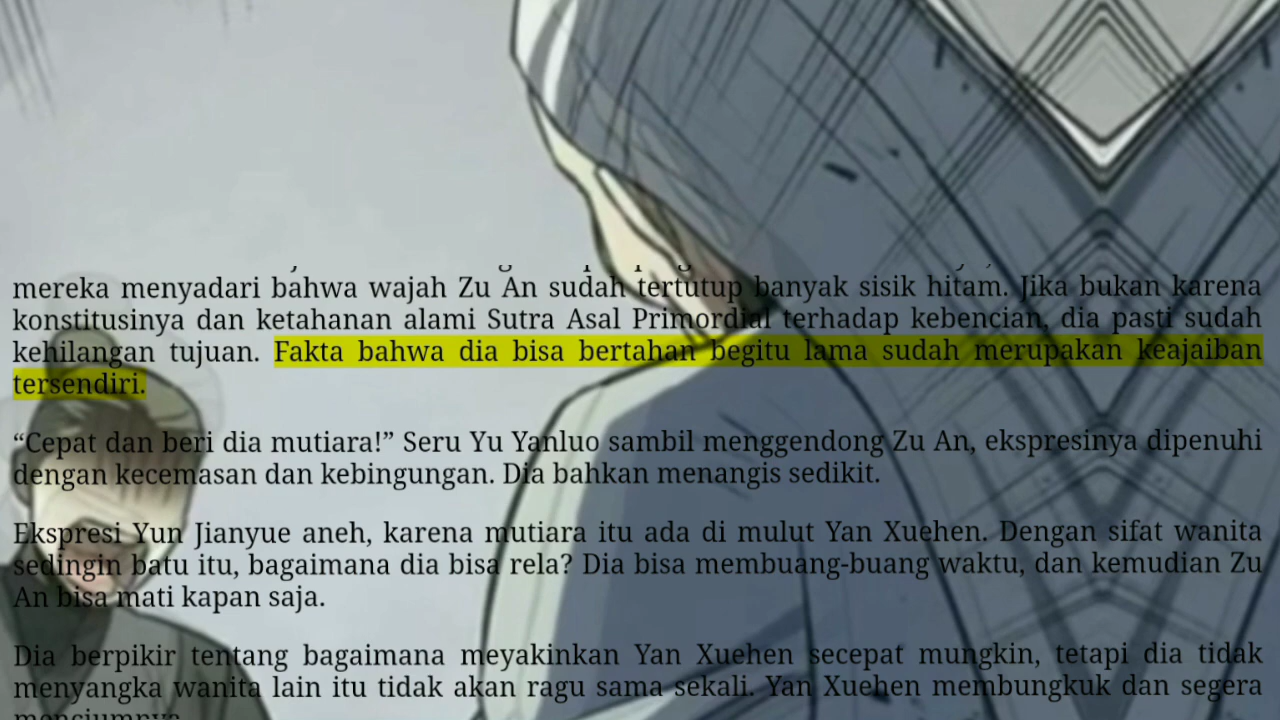 mereka menyadari bahwa wajah Zu An sudah tertutup banyak sisik hitam. Jika bukan karena
konstitusinya dan ketahanan alami Sutra Asal Primordial terhadap kebencian, dia pasti sudah
kehilangan tujuan. Fakta bahwa dia bisa bertahan begitu lama sudah merupakan keajaiban
tersendiri.
“Cepat dan beri dia mutiara!” Seru Yu Yanluo sambil menggendong Zu An, ekspresinya dipenuhi
dengan kecemasan dan kebingungan. Dia bahkan menangis sedikit.
Ekspresi Yun Jianyue aneh, karena mutiara itu ada di mulut Yan Xuehen. Dengan sifat wanita
sedingin batu itu, bagaimana dia bisa rela? Dia bisa membuang-buang waktu, dan kemudian Zu
An bisa mati kapan saja.
Dia berpikir tentang bagaimana meyakinkan Yan Xuehen secepat mungkin, tetapi dia tidak
menyangka wanita lain itu tidak akan ragu sama sekali. Yan Xuehen membungkuk dan segera